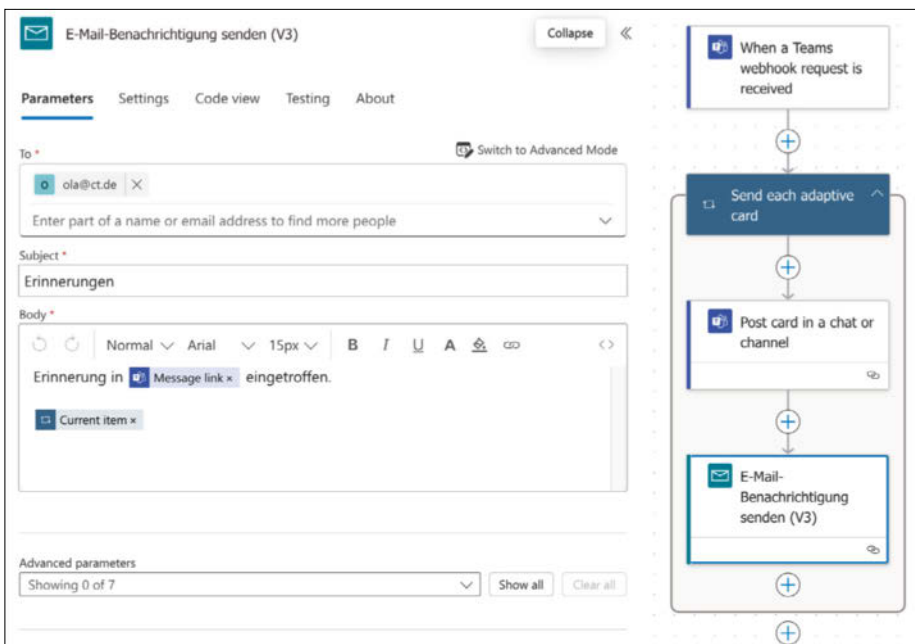 E-Mail-Benachrichtigung senden (V3)
Collapse
Parameters Settings Code view Testing About
To *
Switch to Advanced Mode
O ola@ct.de
Enter part of a name or email address to find more people
Subject *
Erinnerungen
Body *
Normal Arial 15px B I U A
Erinnerung in Message link × eingetroffen.
Current item ×
Advanced parameters
Showing 0 of 7
Show all
Clear all
When a Teams
webhook request is
received
Send each adaptive
card
Post card in a chat or
channel
E-Mail-
Benachrichtigung
senden (V3)